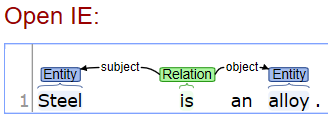 Open IE:
Entity subject Relation object Entity
1 Steel is an alloy .